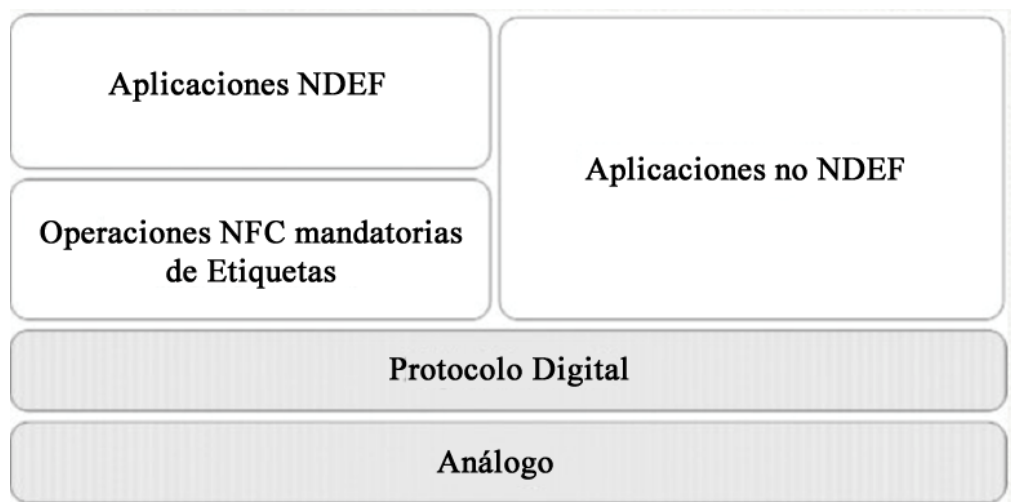 Aplicaciones NDEF
Aplicaciones no NDEF
Operaciones NFC mandatorias
de Etiquetas
Protocolo Digital
Análogo